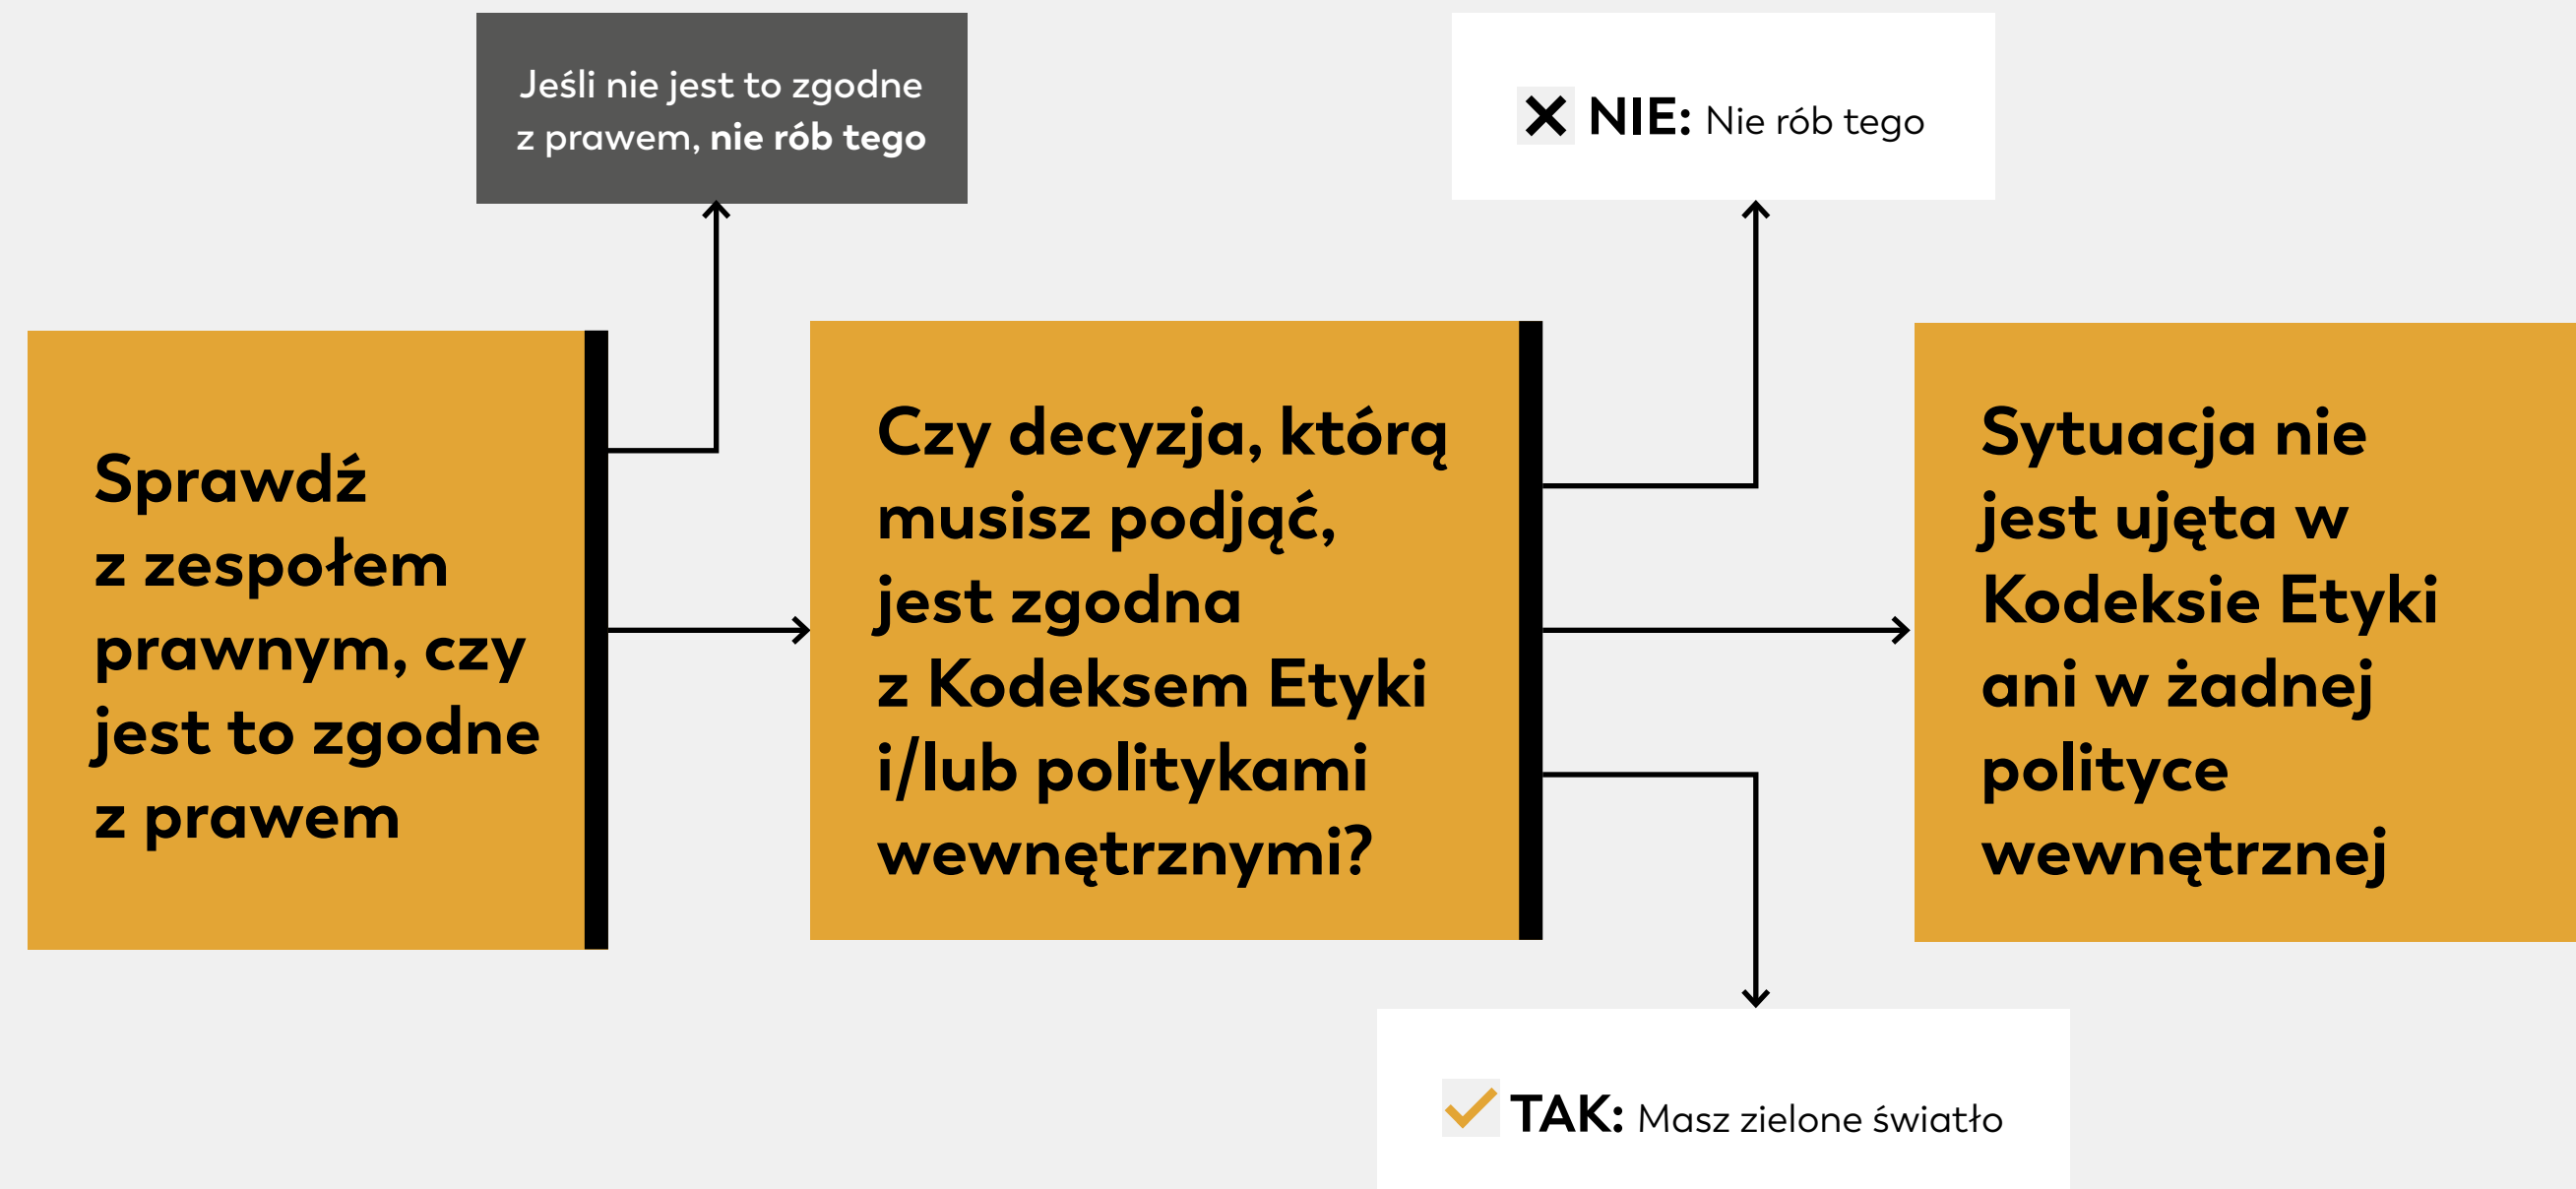 Jeśli nie jest to zgodne
z prawem, nie rób tego
NIE: Nie rób tego
Sprawdź
z zespołem
prawnym, czy
jest to zgodne
z prawem
Czy decyzja, którą
musisz podjąć,
jest zgodna
z Kodeksem Etyki
i/lub politykami
wewnętrznymi?
Sytuacja nie
jest ujęta w
Kodeksie Etyki
ani w żadnej
polityce
wewnętrznej
TAK: Masz zielone światło